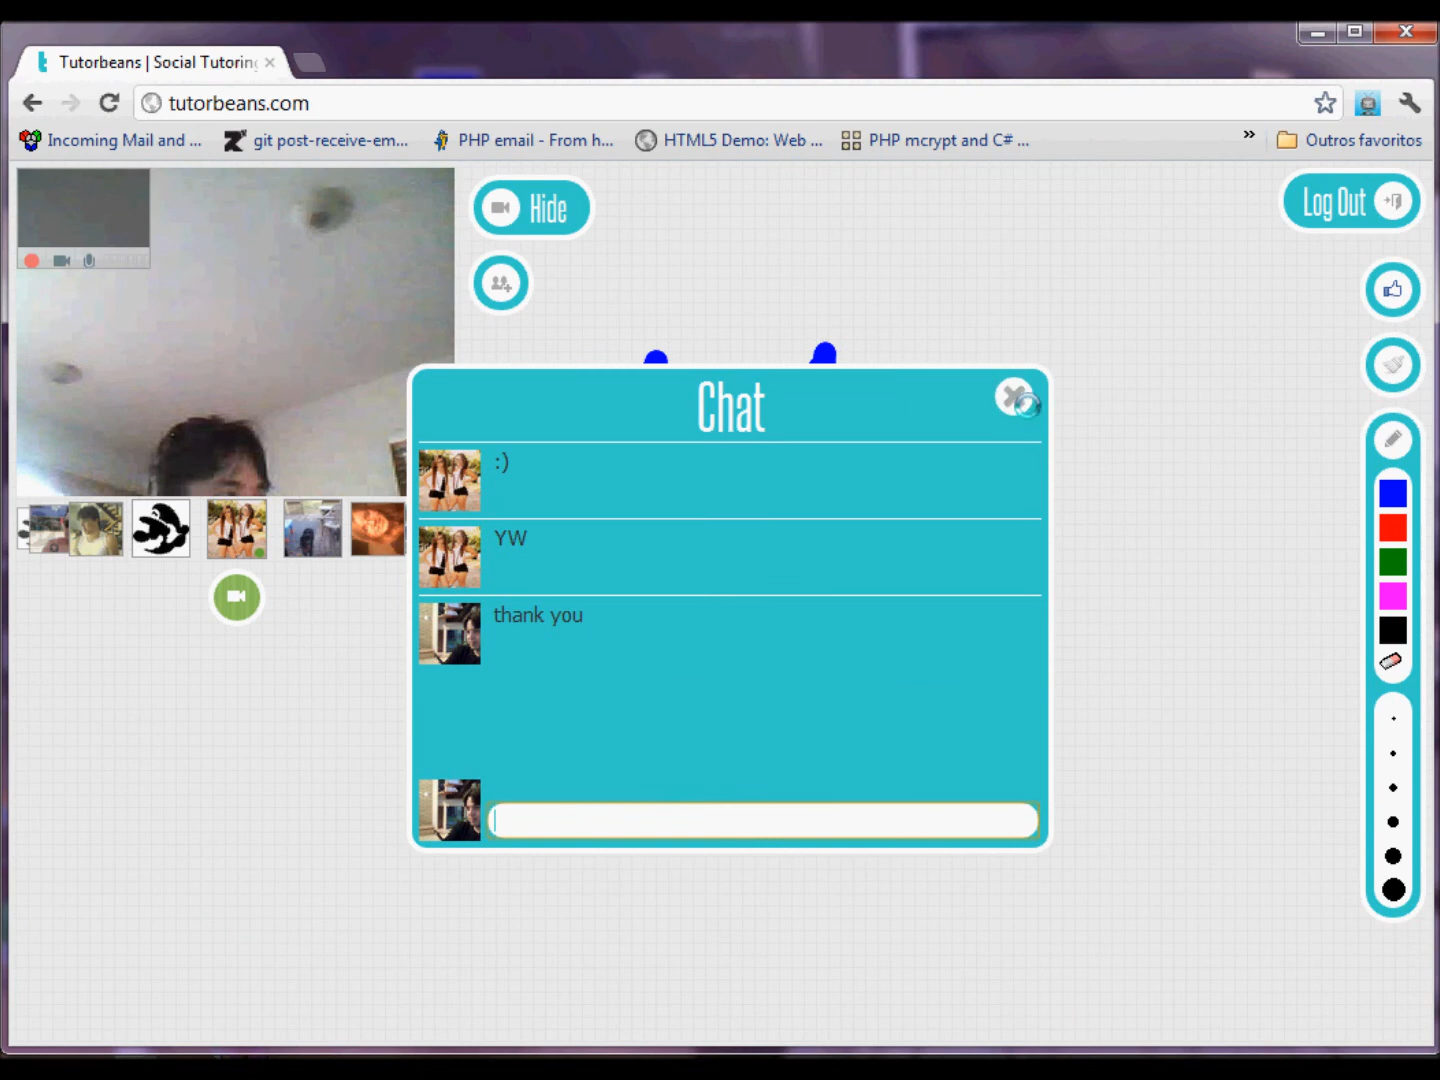 Tutorbeans | Social Tutoring
tutorbeans.com
Incoming Mail and ...
git post-receive-em...
PHP email - From h...
HTML5 Demo: Web ...
PHP mcrypt and C# ...
»
Outros favoritos
Hide
Log Out
Chat
:)
YW
thank you